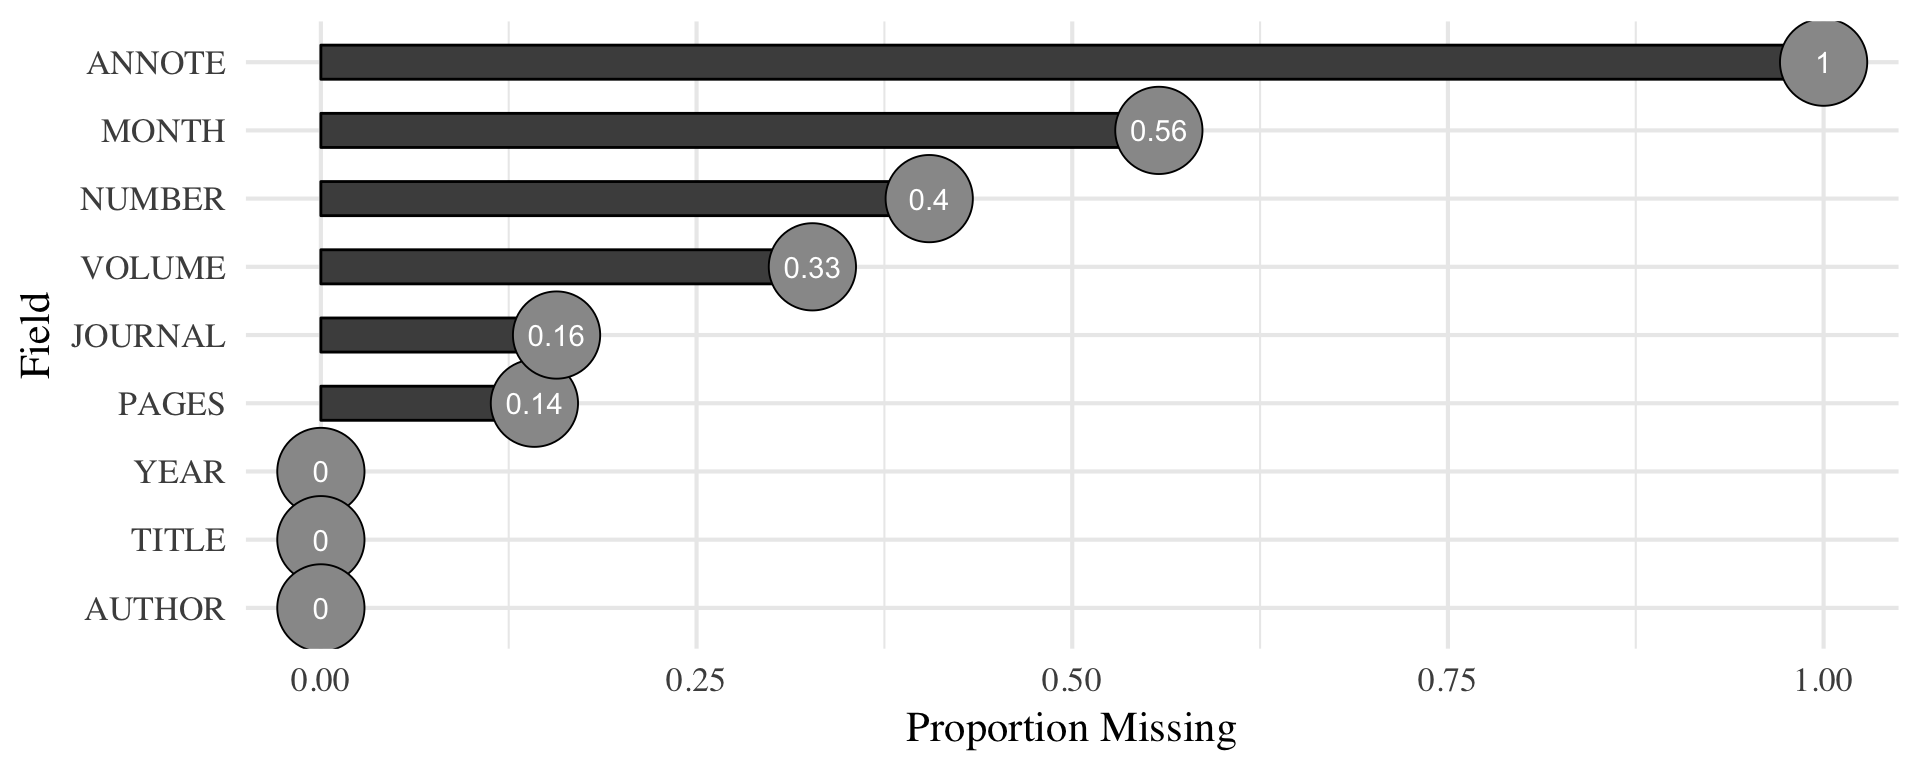 Field
ANNOTE 1
MONTH 0.56
NUMBER 0.4
VOLUME 0.33
JOURNAL 0.16
PAGES 0.14
YEAR 0
TITLE 0
AUTHOR 0
0.00 0.25 0.50 0.75 1.00
Proportion Missing